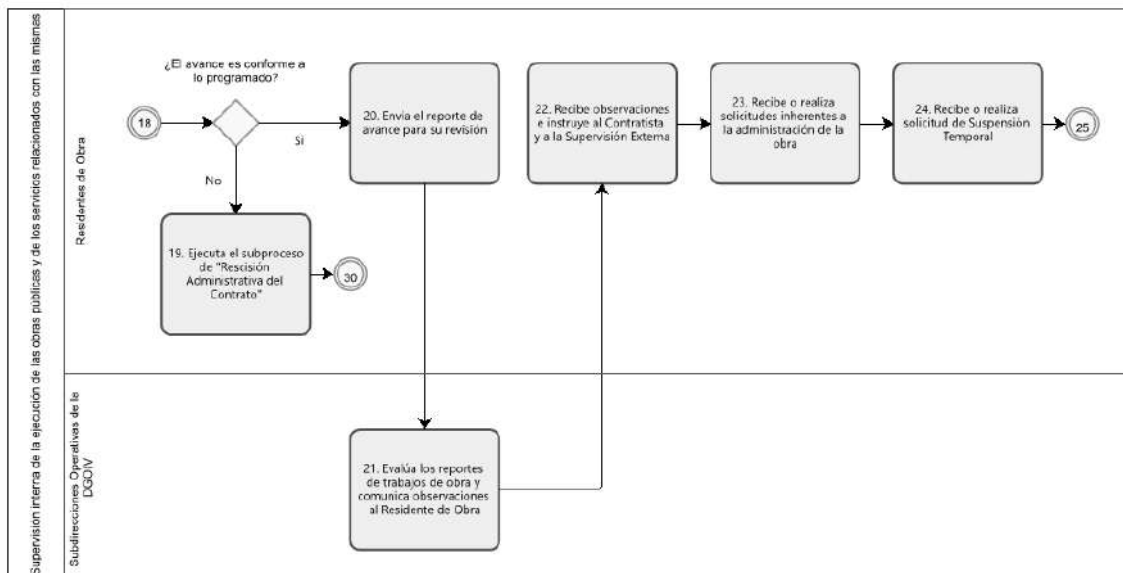 Supervisión interna de la ejecución de las obras públicas y de los servicios relacionados con las mismas
Residentes de Obra
¿El avance es conforme a
lo programado?
18
Si
No
19. Ejecuta el subproceso
de "Rescisión
Administrativa del
Contrato"
30
20. Envia el reporte de
avance para su revisión
22. Recibe observaciones
e instruye al Contratista
y a la Supervisión Externa
23. Recibe o realiza
solicitudes inherentes a
la administración de la
obra
24. Recibe o realiza
solicitud de Suspensión
Temporal
25
Subdirecciones Operativas de la
DGOIV
21. Evalúa los reportes
de trabajos de obra y
comunica observaciones
al Residente de Obra